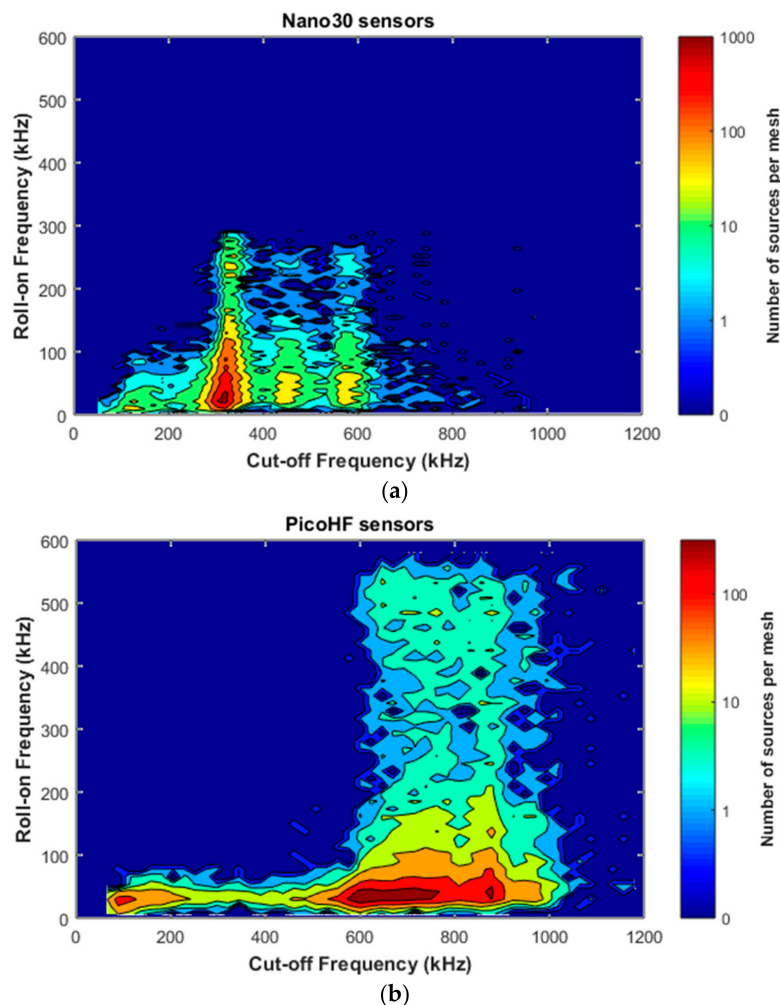 Nano30 sensors
600
500
400
300
200
100
0
Roll-on Frequency (kHz)
0 200 400 600 800 1000 1200
Cut-off Frequency (kHz)
1000
100
10
1
0
Number of sources per mesh
(a)
PicoHF sensors
600
500
400
300
200
100
0
Roll-on Frequency (kHz)
0 200 400 600 800 1000 1200
Cut-off Frequency (kHz)
100
10
1
0
Number of sources per mesh
(b)